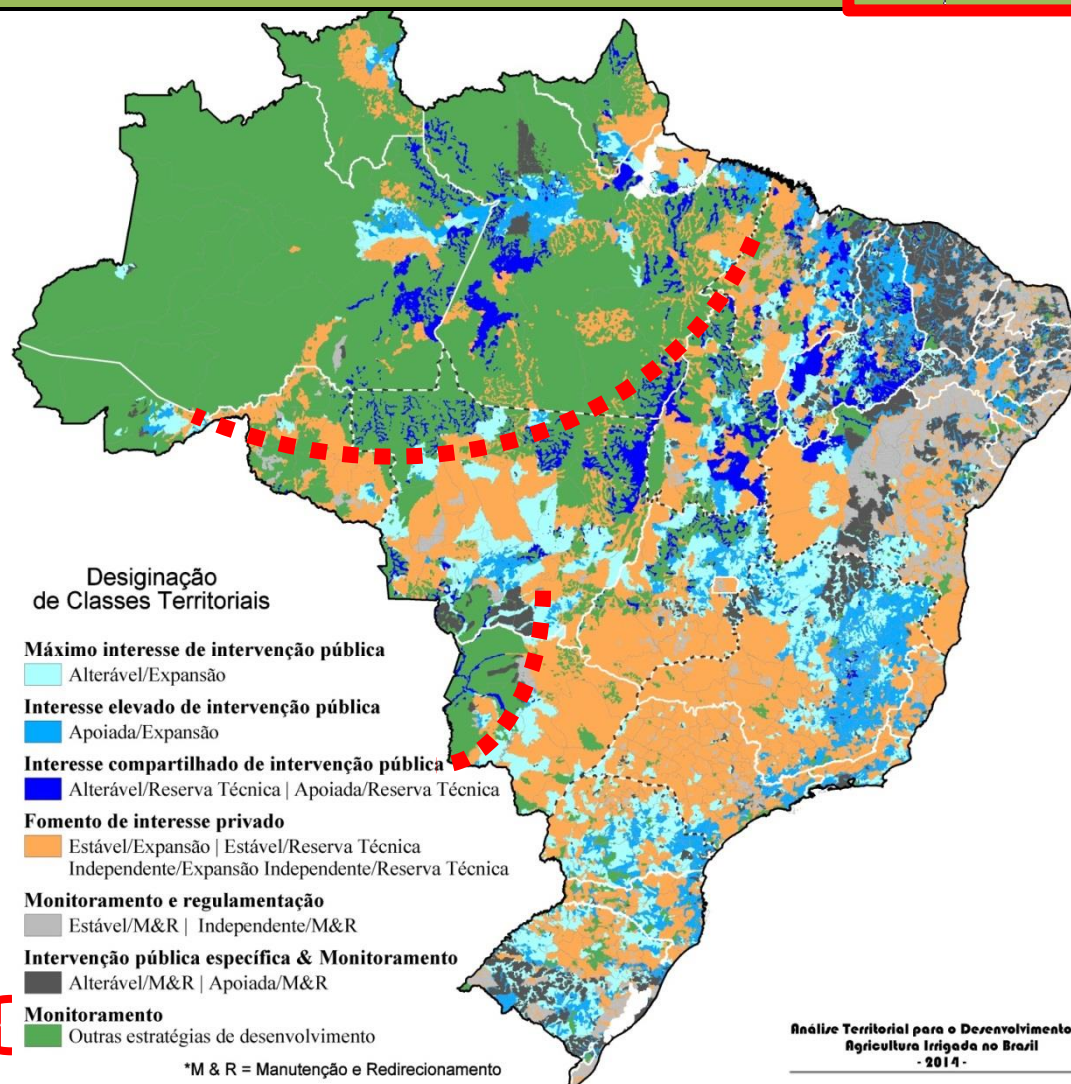 Desiginação
de Classes Territoriais
Máximo interesse de intervenção pública
Alterável/Expansão
Interesse elevado de intervenção pública
Apoiada/Expansão
Interesse compartilhado de intervenção pública
Alterável/Reserva Técnica | Apoiada/Reserva Técnica
Fomento de interesse privado
Estável/Expansão | Estável/Reserva Técnica
Independente/Expansão Independente/Reserva Técnica
Monitoramento e regulamentação
Estável/M&R | Independente/M&R
Intervenção pública específica & Monitoramento
Alterável/M&R | Apoiada/M&R
Monitoramento
Outras estratégias de desenvolvimento
*M & R = Manutenção e Redirecionamento
Análise Territorial para o Desenvolvimento
Agricultura Irrigada no Brasil
- 2014 -